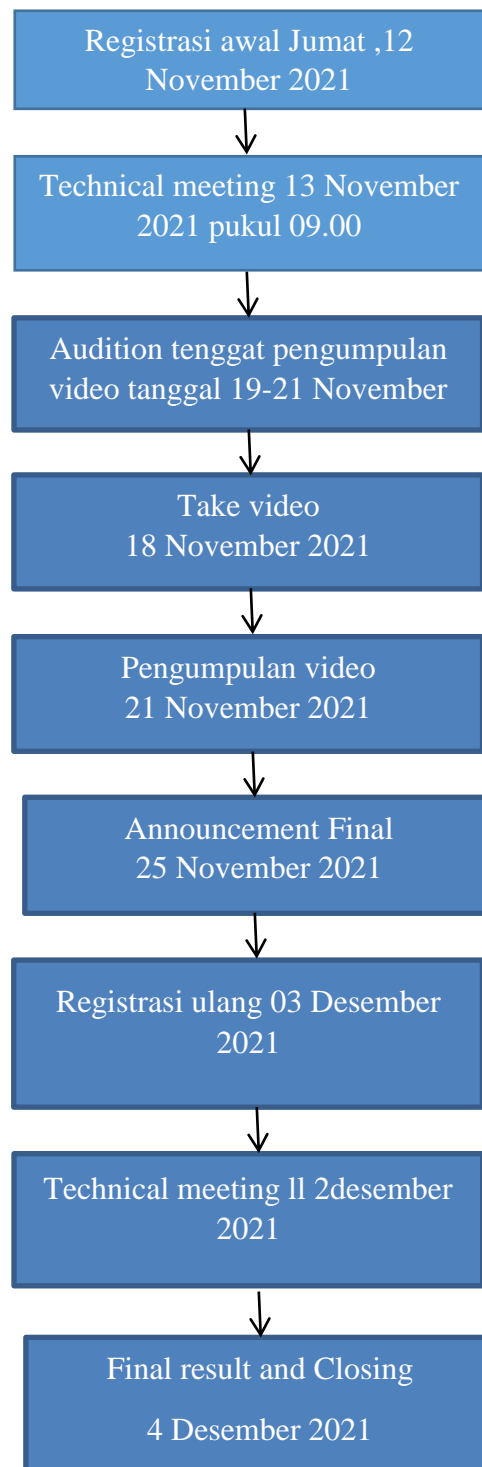 Registrasi awal Jumat ,12
November 2021
Technical meeting 13 November
2021 pukul 09.00
Audition tenggat pengumpulan
video tanggal 19-21 November
Take video
18 November 2021
Pengumpulan video
21 November 2021
Announcement Final
25 November 2021
Registrasi ulang 03 Desember
2021
Technical meeting ll 2desember
2021
Final result and Closing
4 Desember 2021